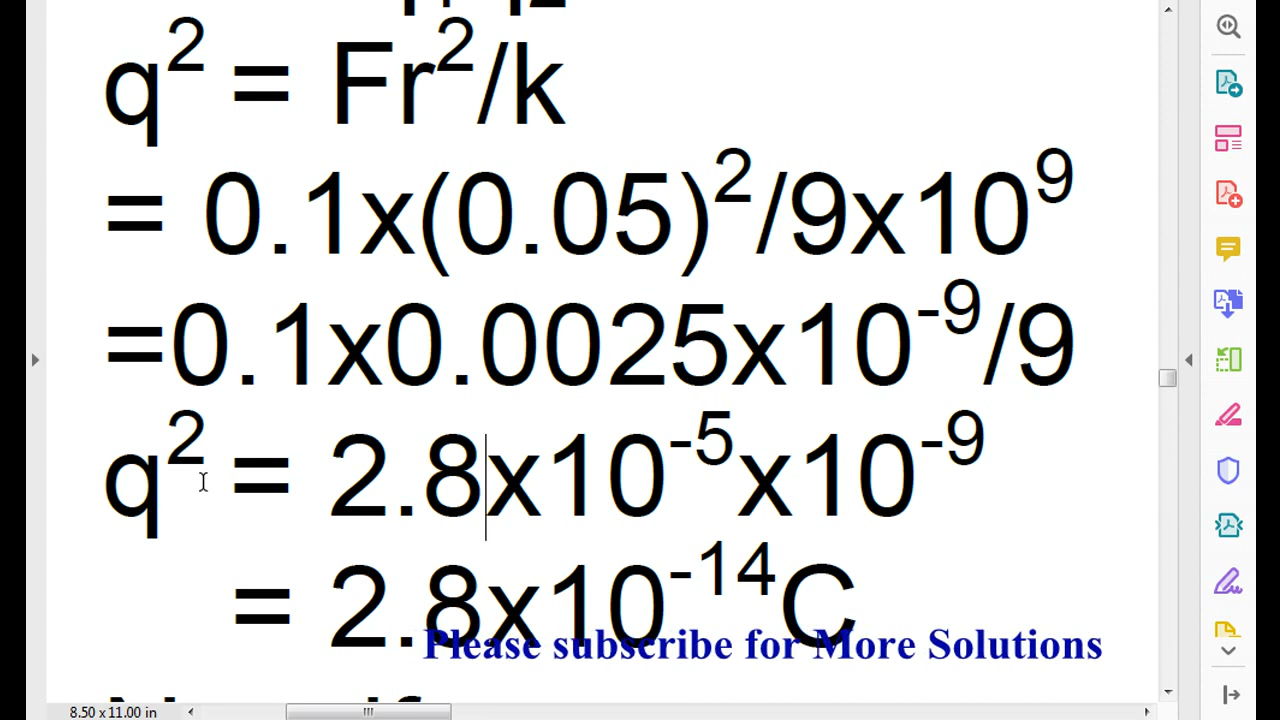 q² = Fr²/k
= 0.1x(0.05)²/9x10⁹
=0.1x0.0025x10⁻⁹/9
q² = 2.8x10⁻⁵x10⁻⁹
= 2.8x10⁻¹⁴C
Please subscribe for More Solutions
8.50 x 11.00 in